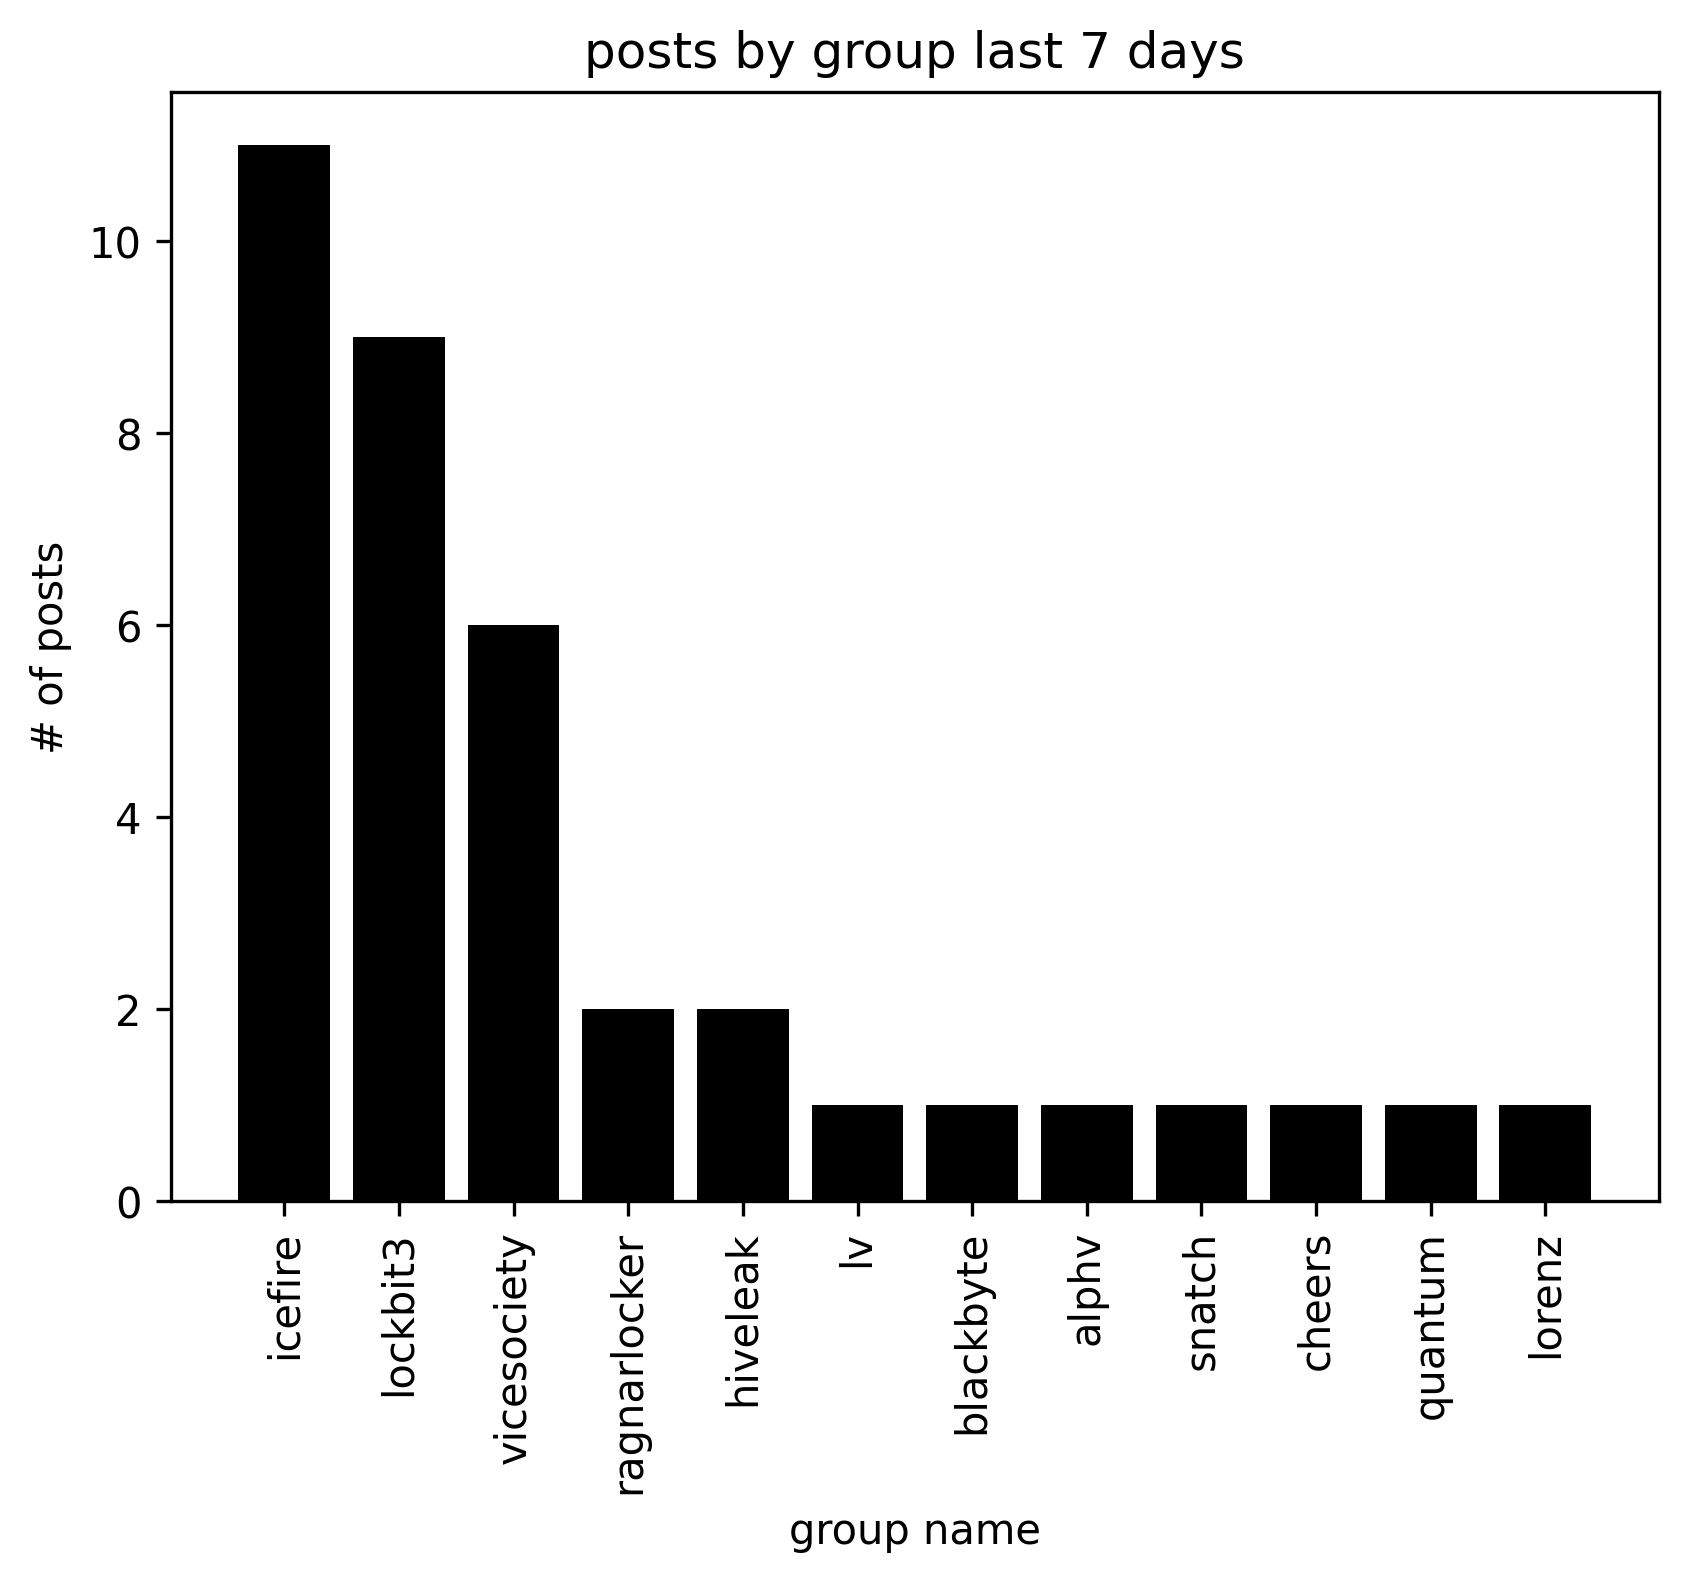 posts by group last 7 days
# of posts
10
8
6
4
2
0
icefire
lockbit3
vicesociety
ragnarlocker
hiveleak
lv
blackbyte
alphv
snatch
cheers
quantum
lorenz
group name